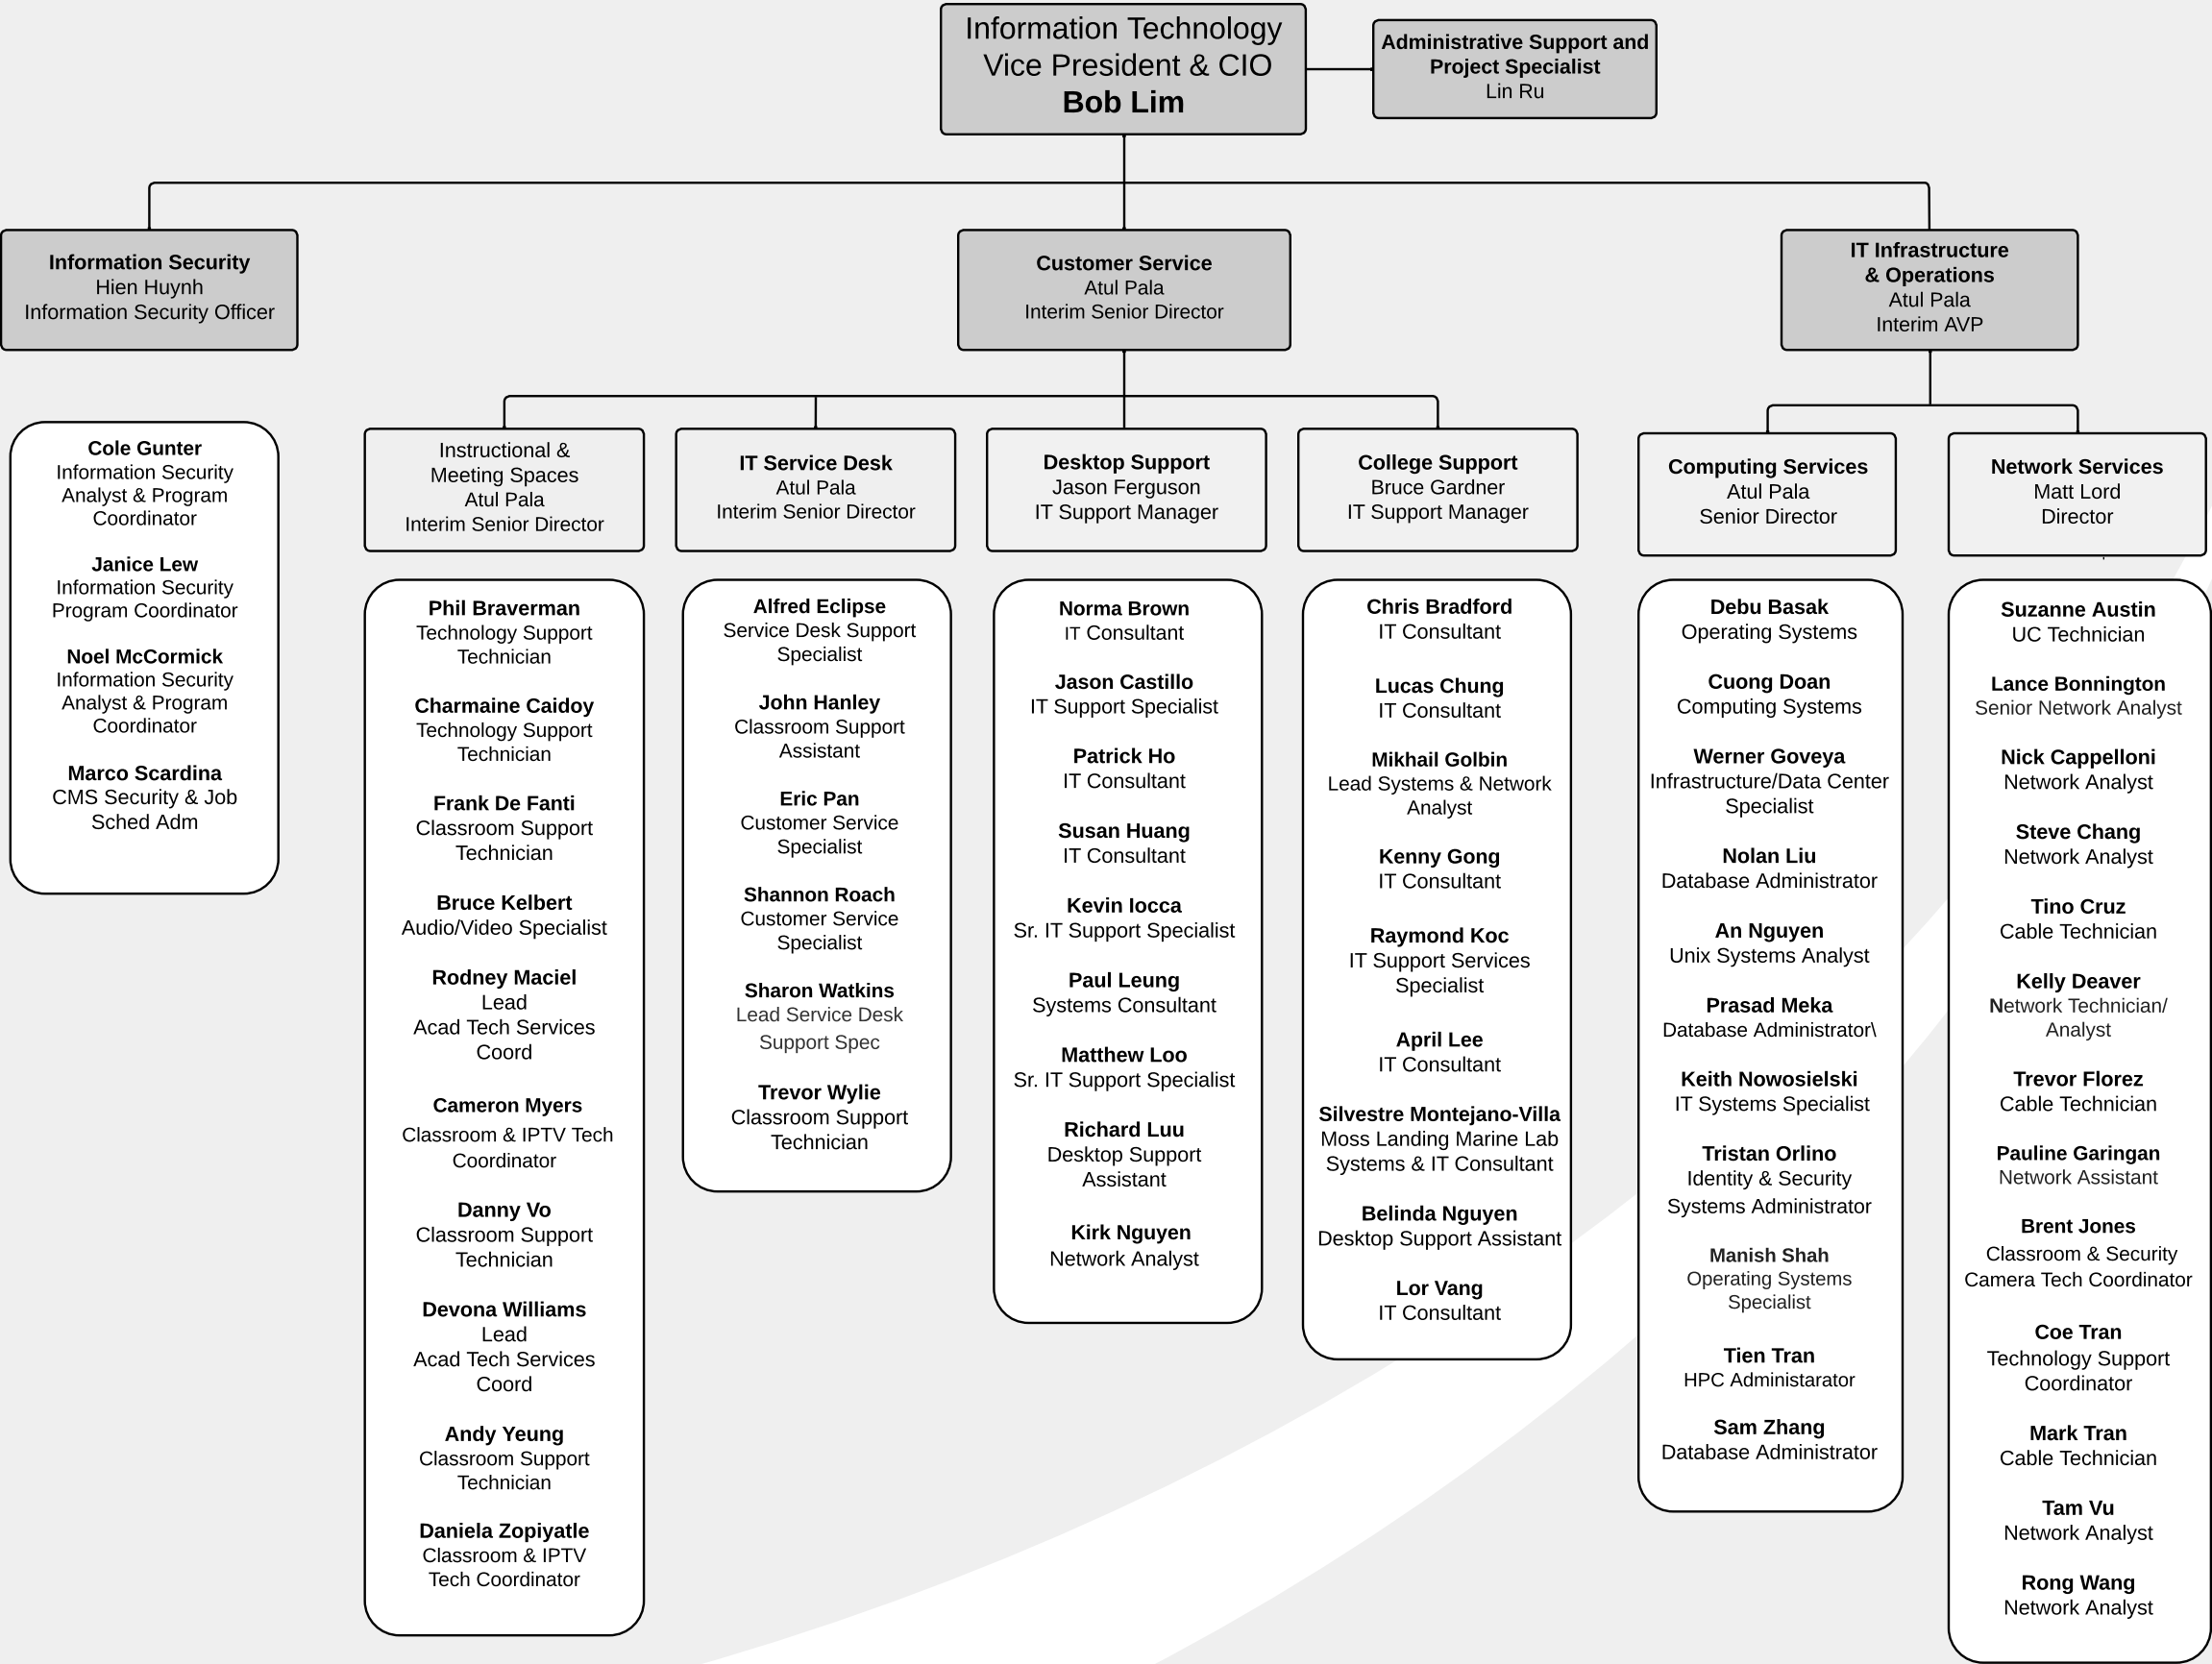 Information Technology
Vice President & CIO
Bob Lim
Administrative Support and
Project Specialist
Lin Ru
Information Security
Hien Huynh
Information Security Officer
Customer Service
Atul Pala
Interim Senior Director
IT Infrastructure
& Operations
Atul Pala
Interim AVP
Cole Gunter
Information Security
Analyst & Program
Coordinator
Janice Lew
Information Security
Program Coordinator
Noel McCormick
Information Security
Analyst & Program
Coordinator
Marco Scardina
CMS Security & Job
Sched Adm
Instructional &
Meeting Spaces
Atul Pala
Interim Senior Director
Phil Braverman
Technology Support
Technician
Charmaine Caidoy
Technology Support
Technician
Frank De Fanti
Classroom Support
Technician
Bruce Kelbert
Audio/Video Specialist
Rodney Maciel
Lead
Acad Tech Services
Coord
Cameron Myers
Classroom & IPTV Tech
Coordinator
Danny Vo
Classroom Support
Technician
Devona Williams
Lead
Acad Tech Services
Coord
Andy Yeung
Classroom Support
Technician
Daniela Zopiyatle
Classroom & IPTV
Tech Coordinator
IT Service Desk
Atul Pala
Interim Senior Director
Alfred Eclipse
Service Desk Support
Specialist
John Hanley
Classroom Support
Assistant
Eric Pan
Customer Service
Specialist
Shannon Roach
Customer Service
Specialist
Sharon Watkins
Lead Service Desk
Support Spec
Trevor Wylie
Classroom Support
Technician
Desktop Support
Jason Ferguson
IT Support Manager
Norma Brown
IT Consultant
Jason Castillo
IT Support Specialist
Patrick Ho
IT Consultant
Susan Huang
IT Consultant
Kevin Iocca
Sr. IT Support Specialist
Paul Leung
Systems Consultant
Matthew Loo
Sr. IT Support Specialist
Richard Luu
Desktop Support
Assistant
Kirk Nguyen
Network Analyst
College Support
Bruce Gardner
IT Support Manager
Chris Bradford
IT Consultant
Lucas Chung
IT Consultant
Mikhail Golbin
Lead Systems & Network
Analyst
Kenny Gong
IT Consultant
Raymond Koc
IT Support Services
Specialist
April Lee
IT Consultant
Silvestre Montejano-Villa
Moss Landing Marine Lab
Systems & IT Consultant
Belinda Nguyen
Desktop Support Assistant
Lor Vang
IT Consultant
Computing Services
Atul Pala
Senior Director
Debu Basak
Operating Systems
Cuong Doan
Computing Systems
Werner Goveya
Infrastructure/Data Center
Specialist
Nolan Liu
Database Administrator
An Nguyen
Unix Systems Analyst
Prasad Meka
Database Administrator\
Keith Nowosielski
IT Systems Specialist
Tristan Orlino
Identity & Security
Systems Administrator
Manish Shah
Operating Systems
Specialist
Tien Tran
HPC Administarator
Sam Zhang
Database Administrator
Network Services
Matt Lord
Director
Suzanne Austin
UC Technician
Lance Bonnington
Senior Network Analyst
Nick Cappelloni
Network Analyst
Steve Chang
Network Analyst
Tino Cruz
Cable Technician
Kelly Deaver
Network Technician/
Analyst
Trevor Florez
Cable Technician
Pauline Garingan
Network Assistant
Brent Jones
Classroom & Security
Camera Tech Coordinator
Coe Tran
Technology Support
Coordinator
Mark Tran
Cable Technician
Tam Vu
Network Analyst
Rong Wang
Network Analyst